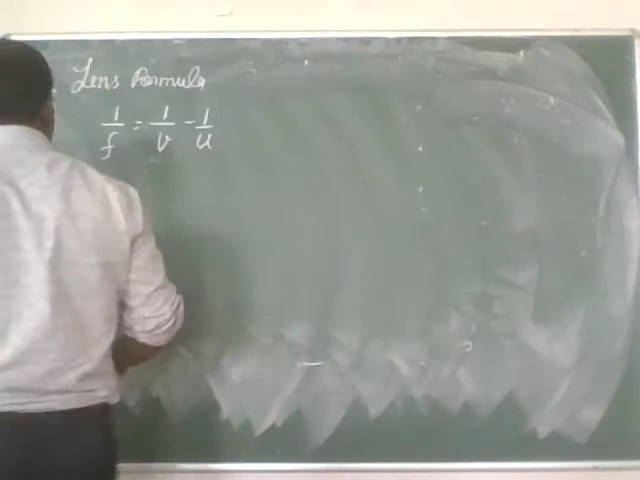 Lens Formula
1/f = 1/v - 1/u